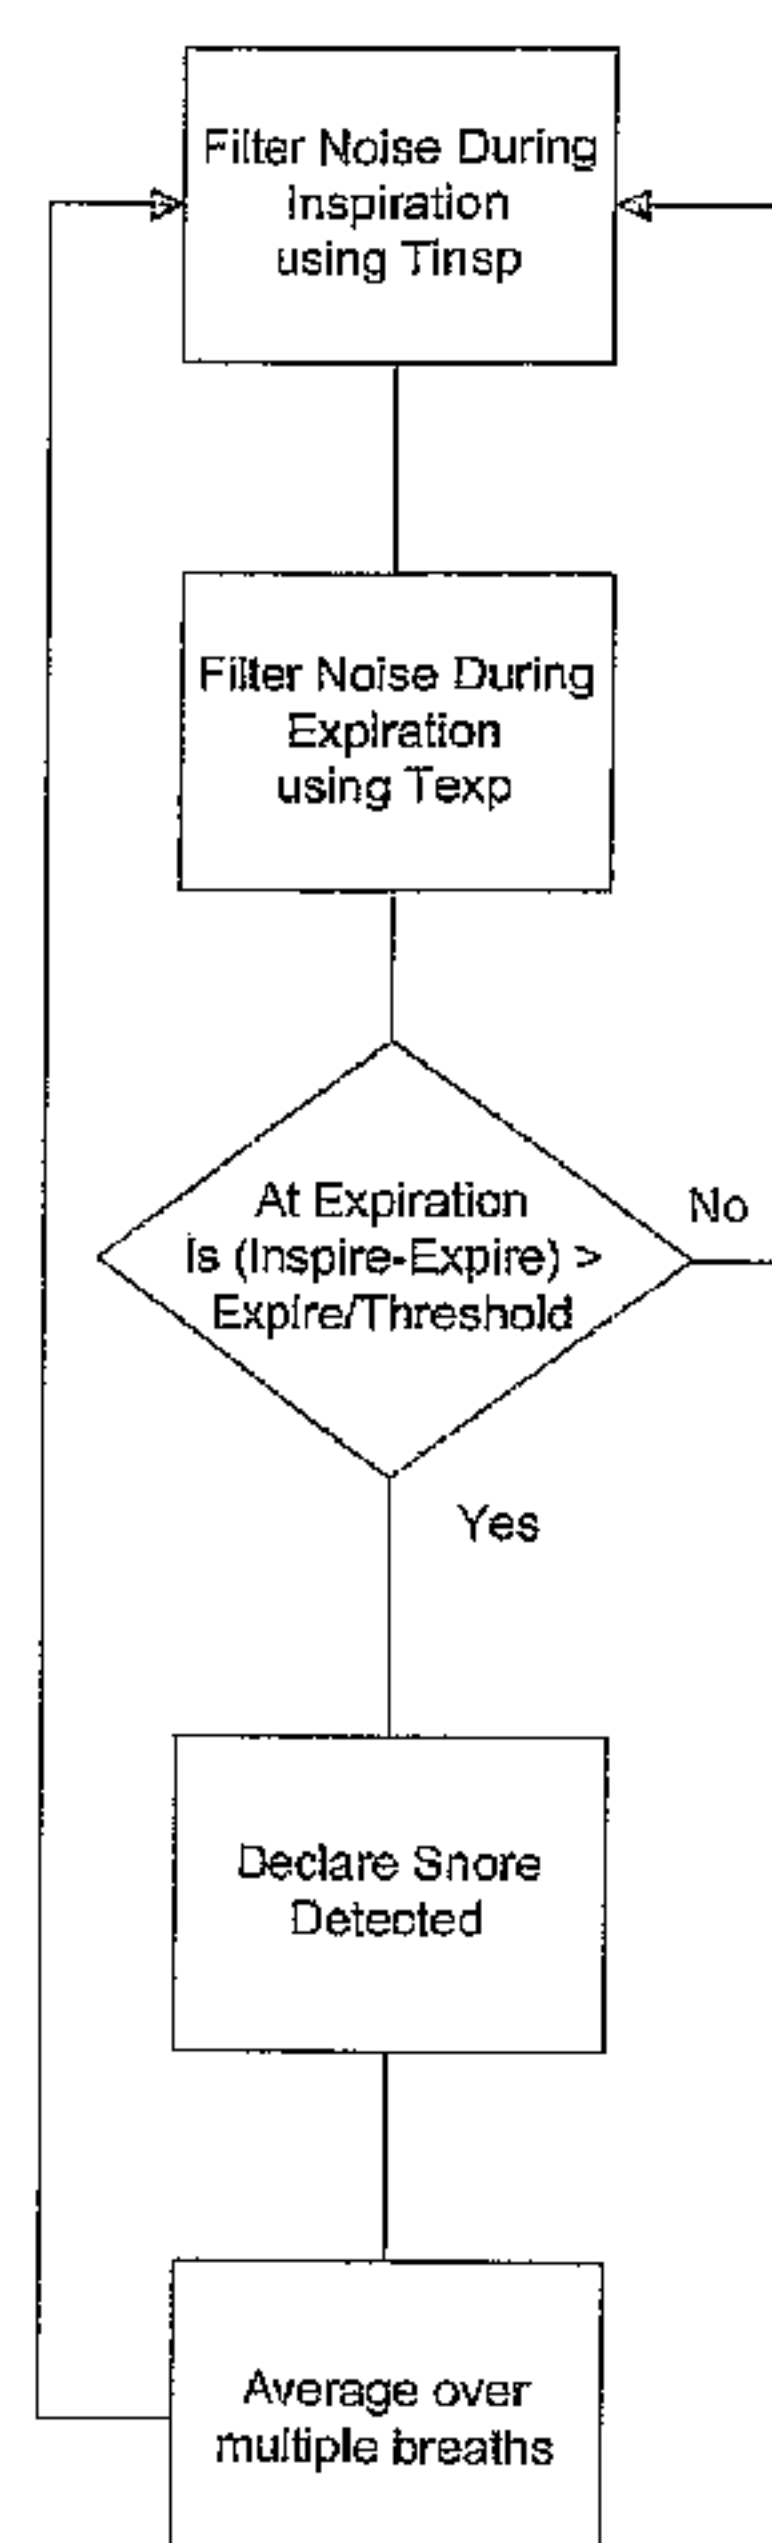 Filter Noise During
Inspiration
using Tinsp
Filter Noise During
Expiration
using Texp
At Expiration
is (Inspire-Expire) >
Expire/Threshold
No
Yes
Declare Snore
Detected
Average over
multiple breaths